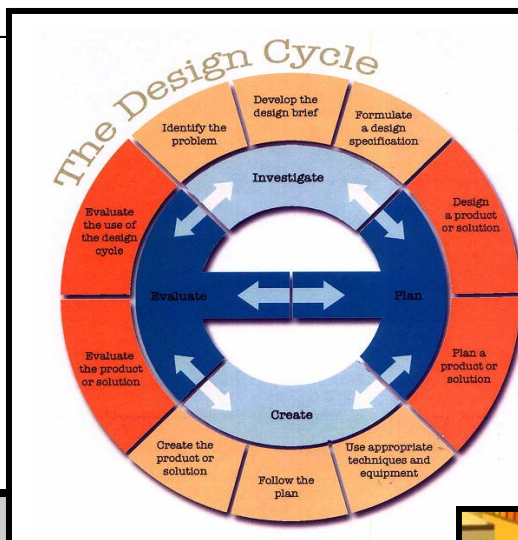 The Design Cycle
Identify the
problem
Develop the
design brief
Formulate
a design
specification
Investigate
Evaluate
the use of
the design
cycle
Design
a product
or solution
Evaluate
Plan
Evaluate
the product
or solution
Plan a
product or
solution
Create
Create the
product or
solution
Follow the
plan
Use appropriate
techniques and
equipment